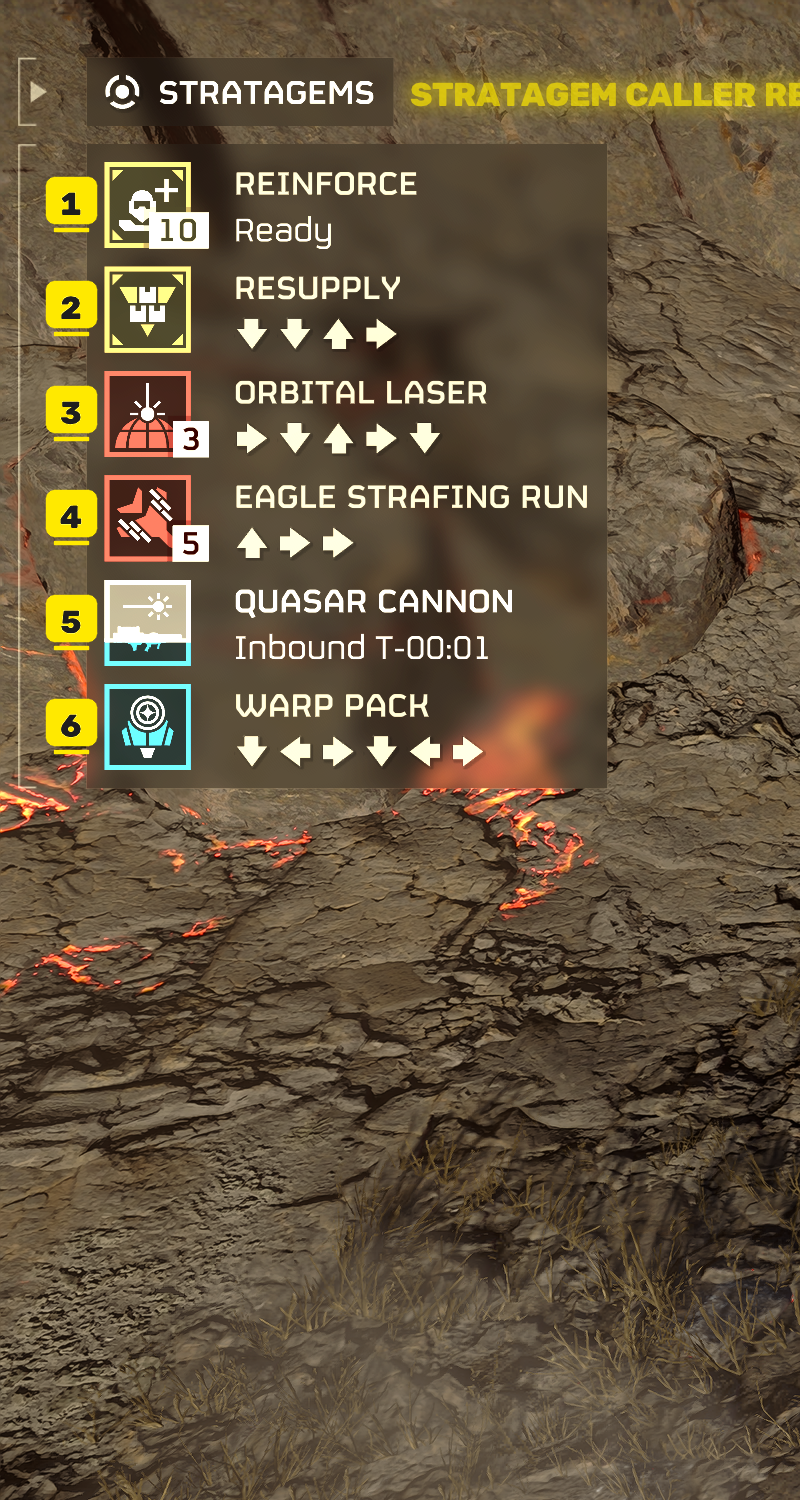 STRATAGEMS
STRATAGEM CALLER RE
1
10
REINFORCE
Ready
2
RESUPPLY
3
3
ORBITAL LASER
4
5
EAGLE STRAFING RUN
5
QUASAR CANNON
Inbound T-00:01
6
WARP PACK